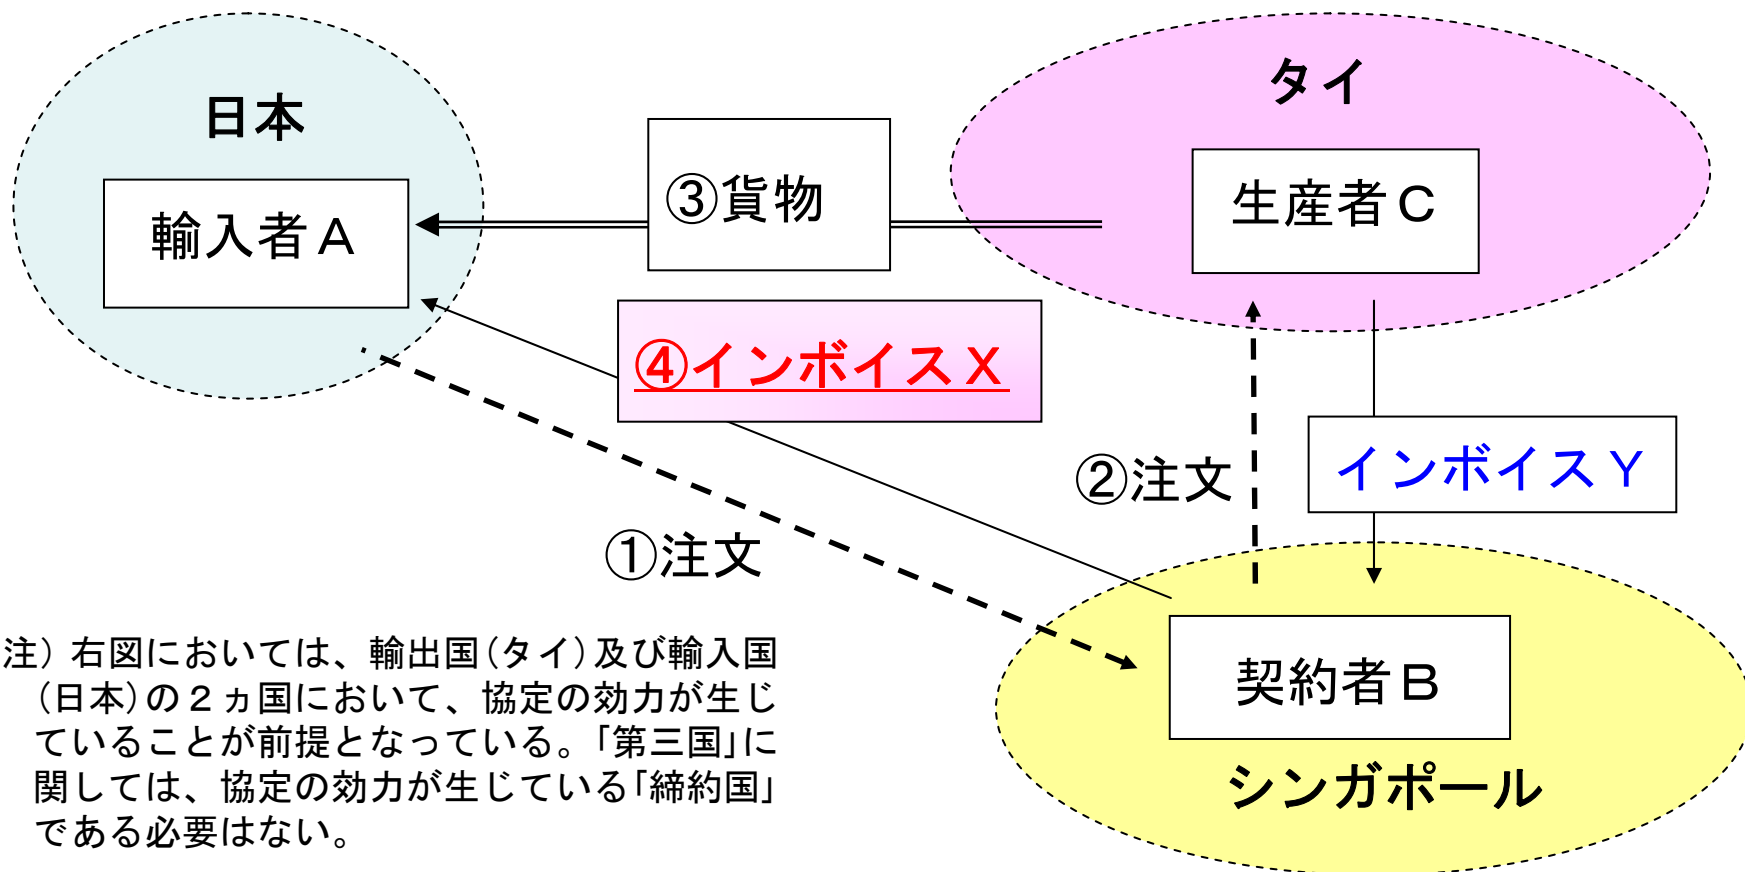 日本
タイ
輸入者A
③貨物
生産者C
④インボイスX
②注文
インボイスY
①注文
契約者B
シンガポール
注）右図においては、輸出国(タイ)及び輸入国
(日本)の２ヵ国において、協定の効力が生じ
ていることが前提となっている。「第三国」に
関しては、協定の効力が生じている「締約国」
である必要はない。